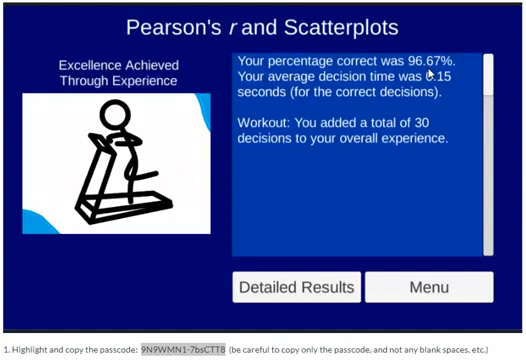 Pearson's r and Scatterplots
Excellence Achieved
Through Experience
Your percentage correct was 96.67%.
Your average decision time was
seconds (for the correct decisions).
Workout: You added a total of 30
decisions to your overall experience.
Detailed Results
Menu
1. Highlight and copy the passcode: 9N9WMN1-7bsCTT8 (be careful to copy only the passcode, and not any blank spaces, etc.)